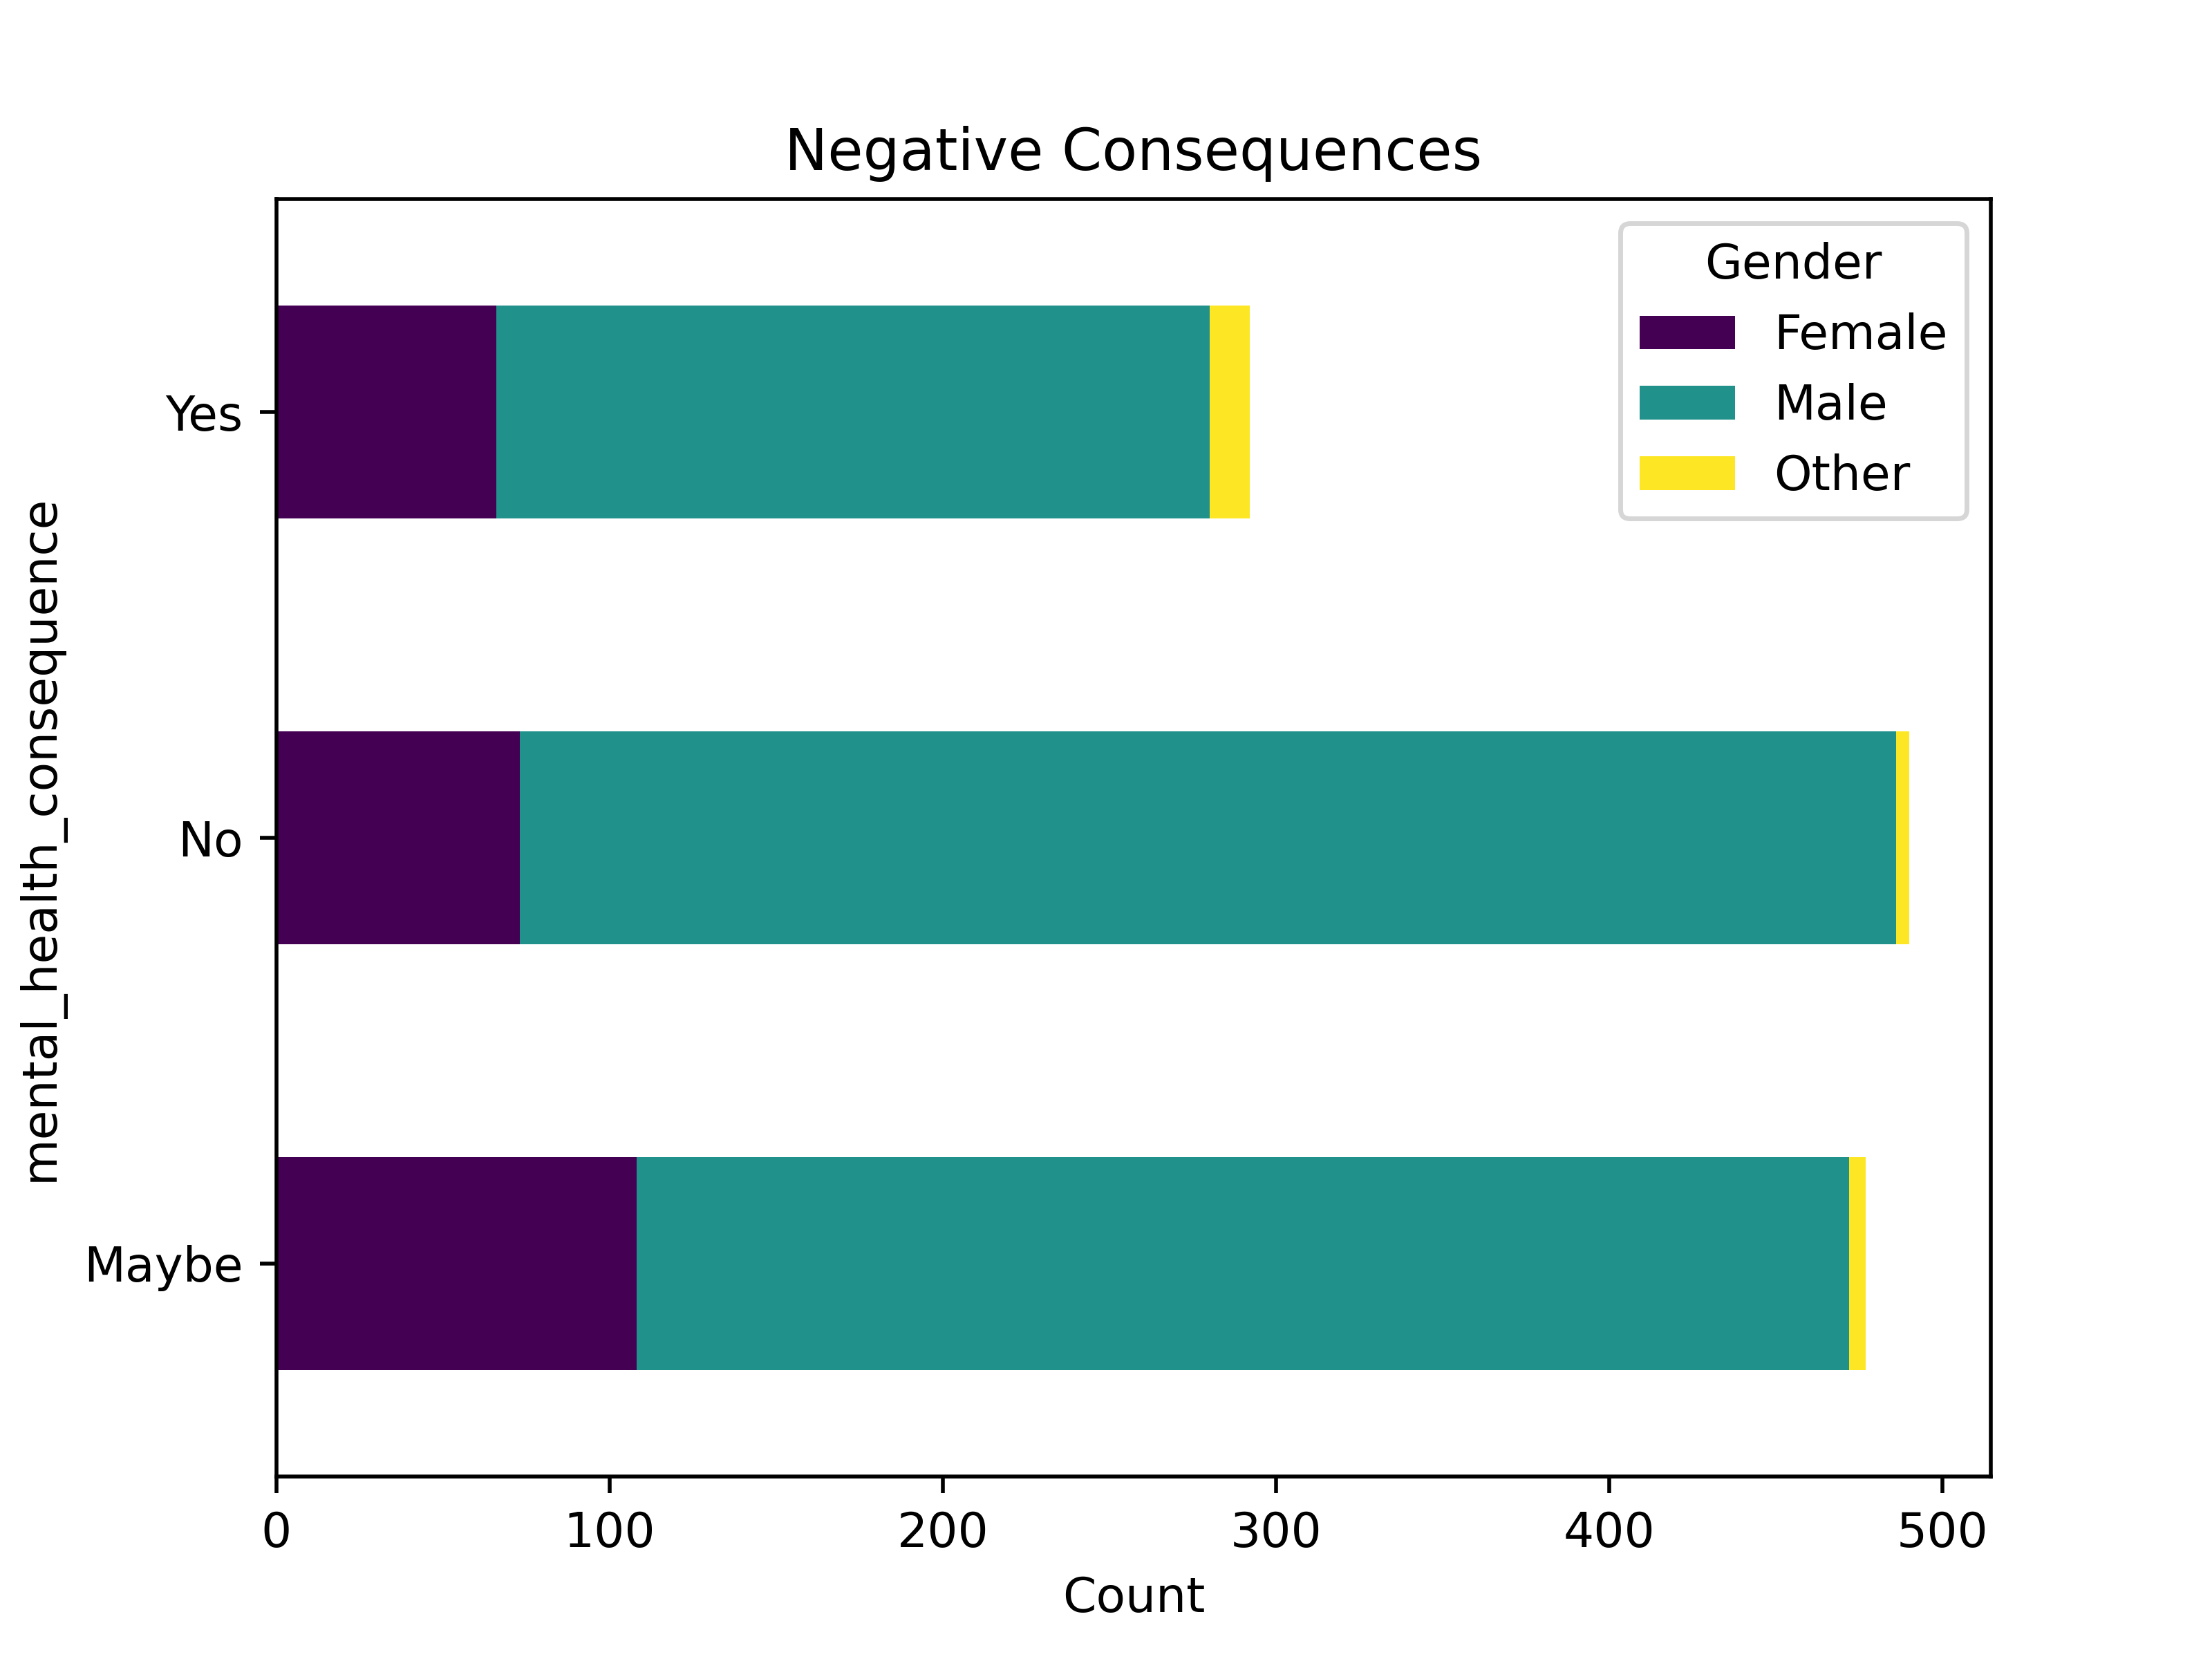 Negative Consequences
Gender
Female
Male
Other
mental_health_consequence
Yes
No
Maybe
0 100 200 300 400 500
Count